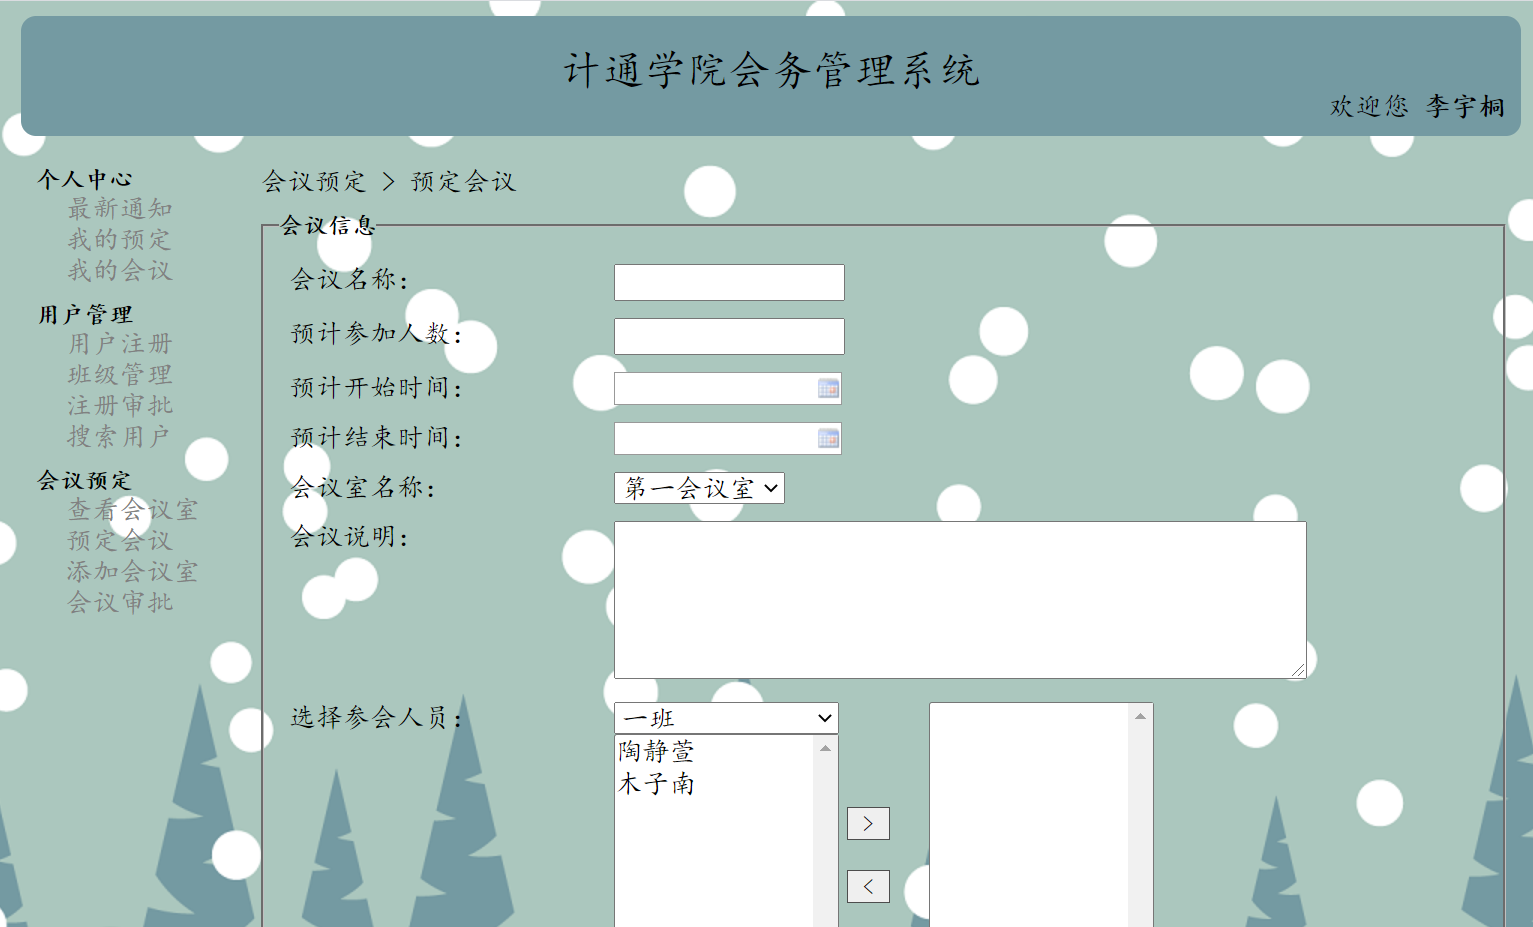 计通学院会务管理系统
欢迎您 李宇桐
个人中心
最新通知
我的预定
我的会议
用户管理
用户注册
班级管理
注册审批
搜索用户
会议预定
查看会议室
预定会议
添加会议室
会议审批
会议预定 > 预定会议
会议信息
会议名称:
预计参加人数:
预计开始时间:
预计结束时间:
会议室名称:
第一会议室
会议说明:
选择参会人员:
一班
陶静萱
木子南
>
<